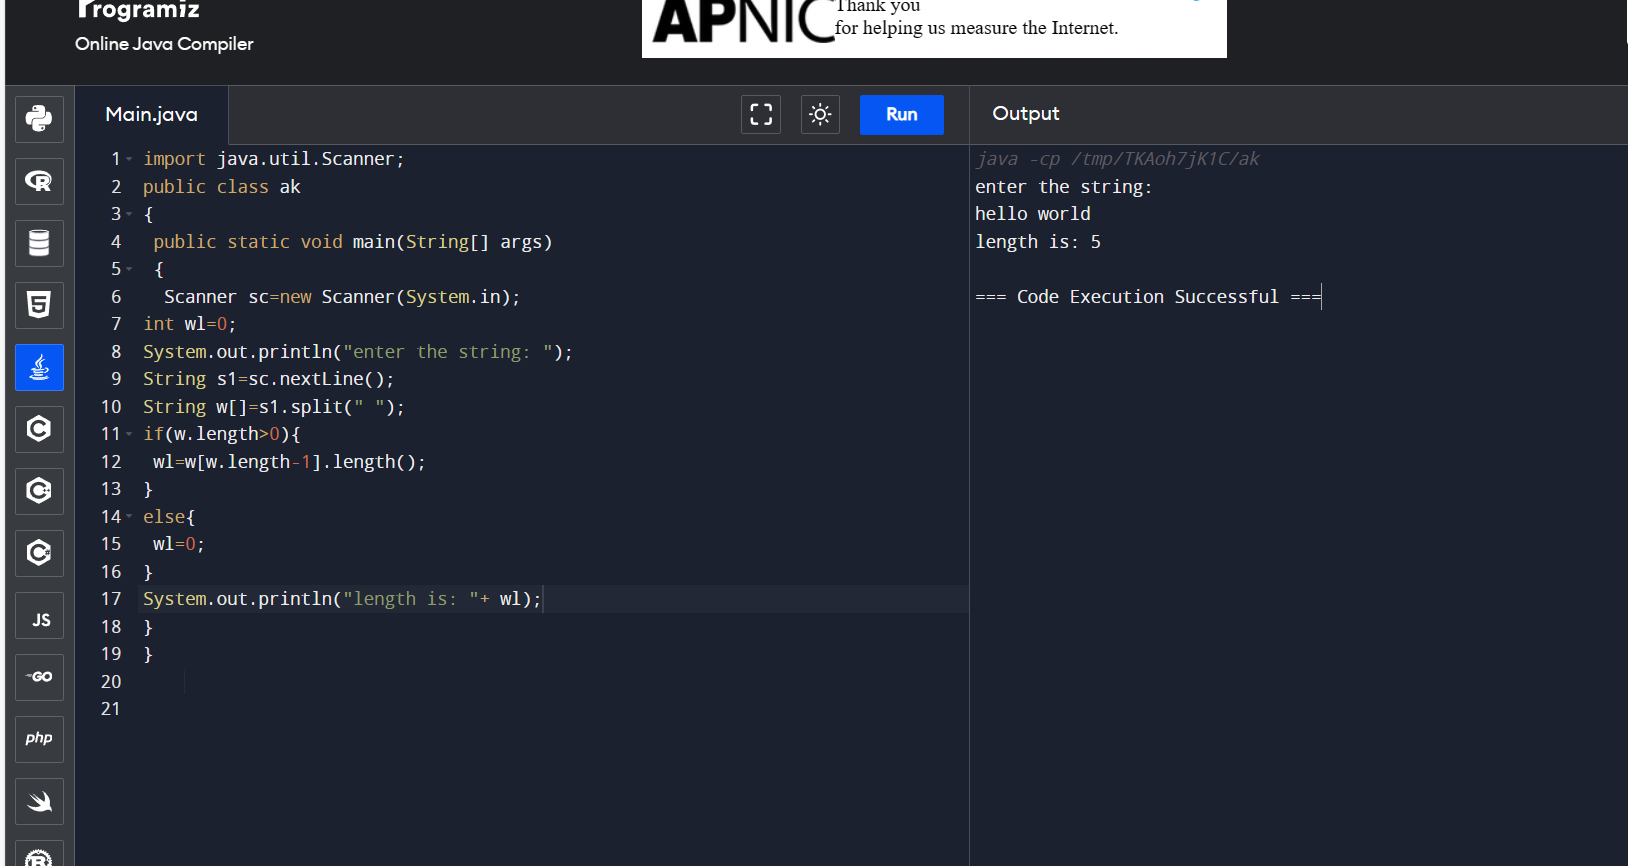 Programiz
Online Java Compiler
APNIC
Thank you
for helping us measure the Internet.
Main.java
Run
Output
1 import java.util.Scanner;
2 public class ak
3 {
4 public static void main(String[] args)
5 {
6 Scanner sc=new Scanner(System.in);
7 int wl=0;
8 System.out.println("enter the string: ");
9 String s1=sc.nextLine();
10 String w[]=s1.split(" ");
11 if(w.length>0){
12 wl=w[w.length-1].length();
13 }
14 else{
15 wl=0;
16 }
17 System.out.println("length is: "+ wl);
18 }
19 }
20
21
java -cp /tmp/TKAoh7jK1C/ak
enter the string:
hello world
length is: 5
=== Code Execution Successful ===
R
5
C
C++
C#
JS
GO
php
R